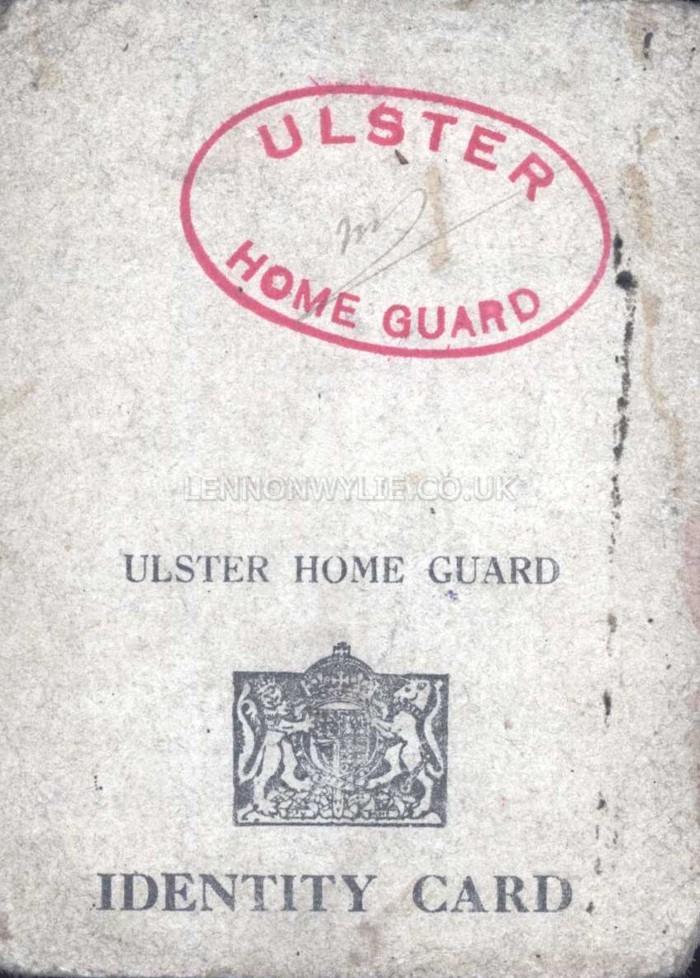 ULSTER
HOME GUARD
LENNONWYLIE.CO.UK
ULSTER HOME GUARD
IDENTITY CARD.